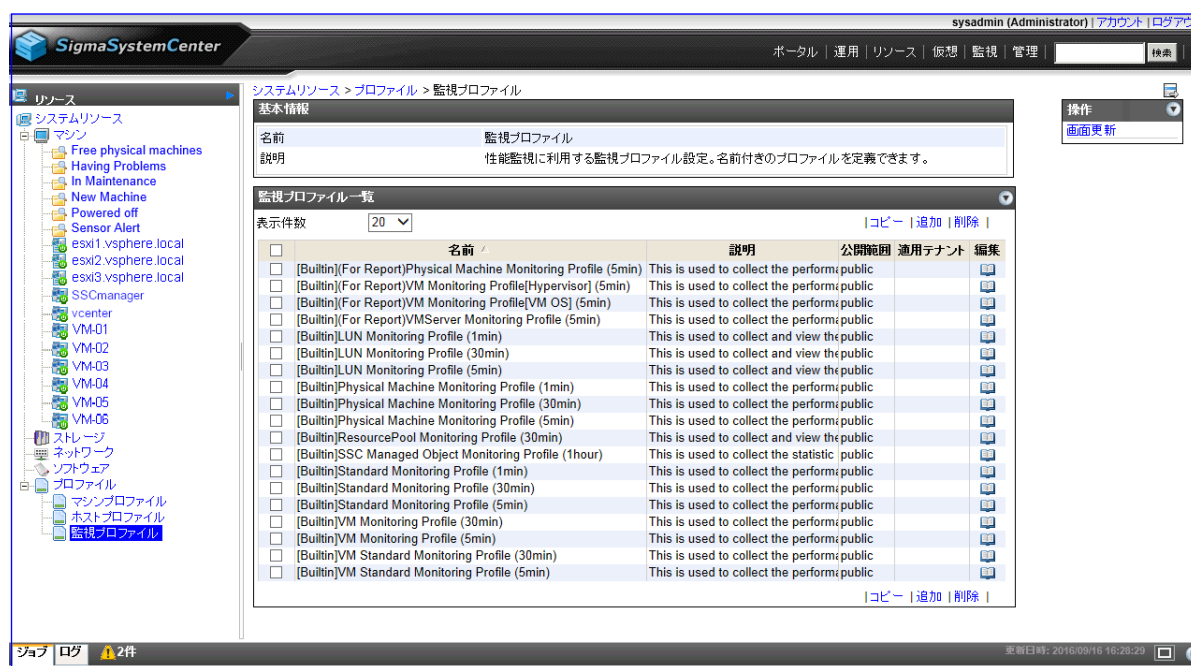 sysadmin (Administrator) | アカウント | ログアウ
SigmaSystemCenter
ポータル | 運用 | リソース | 仮想 | 監視 | 管理 | 検索 |
リソース
システムリソース
マシン
Free physical machines
Having Problems
In Maintenance
New Machine
Powered off
Sensor Alert
esxi1.vsphere.local
esxi2.vsphere.local
esxi3.vsphere.local
SSCmanager
vcenter
VM-01
VM-02
VM-03
VM-04
VM-05
VM-06
ストレージ
ネットワーク
ソフトウェア
プロファイル
マシンプロファイル
ホストプロファイル
監視プロファイル
システムリソース > プロファイル > 監視プロファイル
基本情報
名前 監視プロファイル
説明 性能監視に利用する監視プロファイル設定。名前付きのプロファイルを定義できます。
監視プロファイル一覧
表示件数 20 |コピー |追加 |削除 |
名前 説明 公開範囲 適用テナント 編集
[Builtin](For Report)Physical Machine Monitoring Profile (5min) This is used to collect the performa public
[Builtin](For Report)VM Monitoring Profile[Hypervisor] (5min) This is used to collect the performa public
[Builtin](For Report)VM Monitoring Profile[VM OS] (5min) This is used to collect the performa public
[Builtin](For Report)VMServer Monitoring Profile (5min) This is used to collect the performa public
[Builtin]LUN Monitoring Profile (1min) This is used to collect and view the public
[Builtin]LUN Monitoring Profile (30min) This is used to collect and view the public
[Builtin]LUN Monitoring Profile (5min) This is used to collect and view the public
[Builtin]Physical Machine Monitoring Profile (1min) This is used to collect the performa public
[Builtin]Physical Machine Monitoring Profile (30min) This is used to collect the performa public
[Builtin]Physical Machine Monitoring Profile (5min) This is used to collect the performa public
[Builtin]ResourcePool Monitoring Profile (30min) This is used to collect and view the public
[Builtin]SSC Managed Object Monitoring Profile (1hour) This is used to collect the statistic public
[Builtin]Standard Monitoring Profile (1min) This is used to collect the performa public
[Builtin]Standard Monitoring Profile (30min) This is used to collect the performa public
[Builtin]Standard Monitoring Profile (5min) This is used to collect the performa public
[Builtin]VM Monitoring Profile (30min) This is used to collect the performa public
[Builtin]VM Monitoring Profile (5min) This is used to collect the performa public
[Builtin]VM Standard Monitoring Profile (30min) This is used to collect the performa public
[Builtin]VM Standard Monitoring Profile (5min) This is used to collect the performa public
|コピー |追加 |削除 |
操作
画面更新
ジョブ ログ 2件
更新日時: 2016/09/16 16:28:29